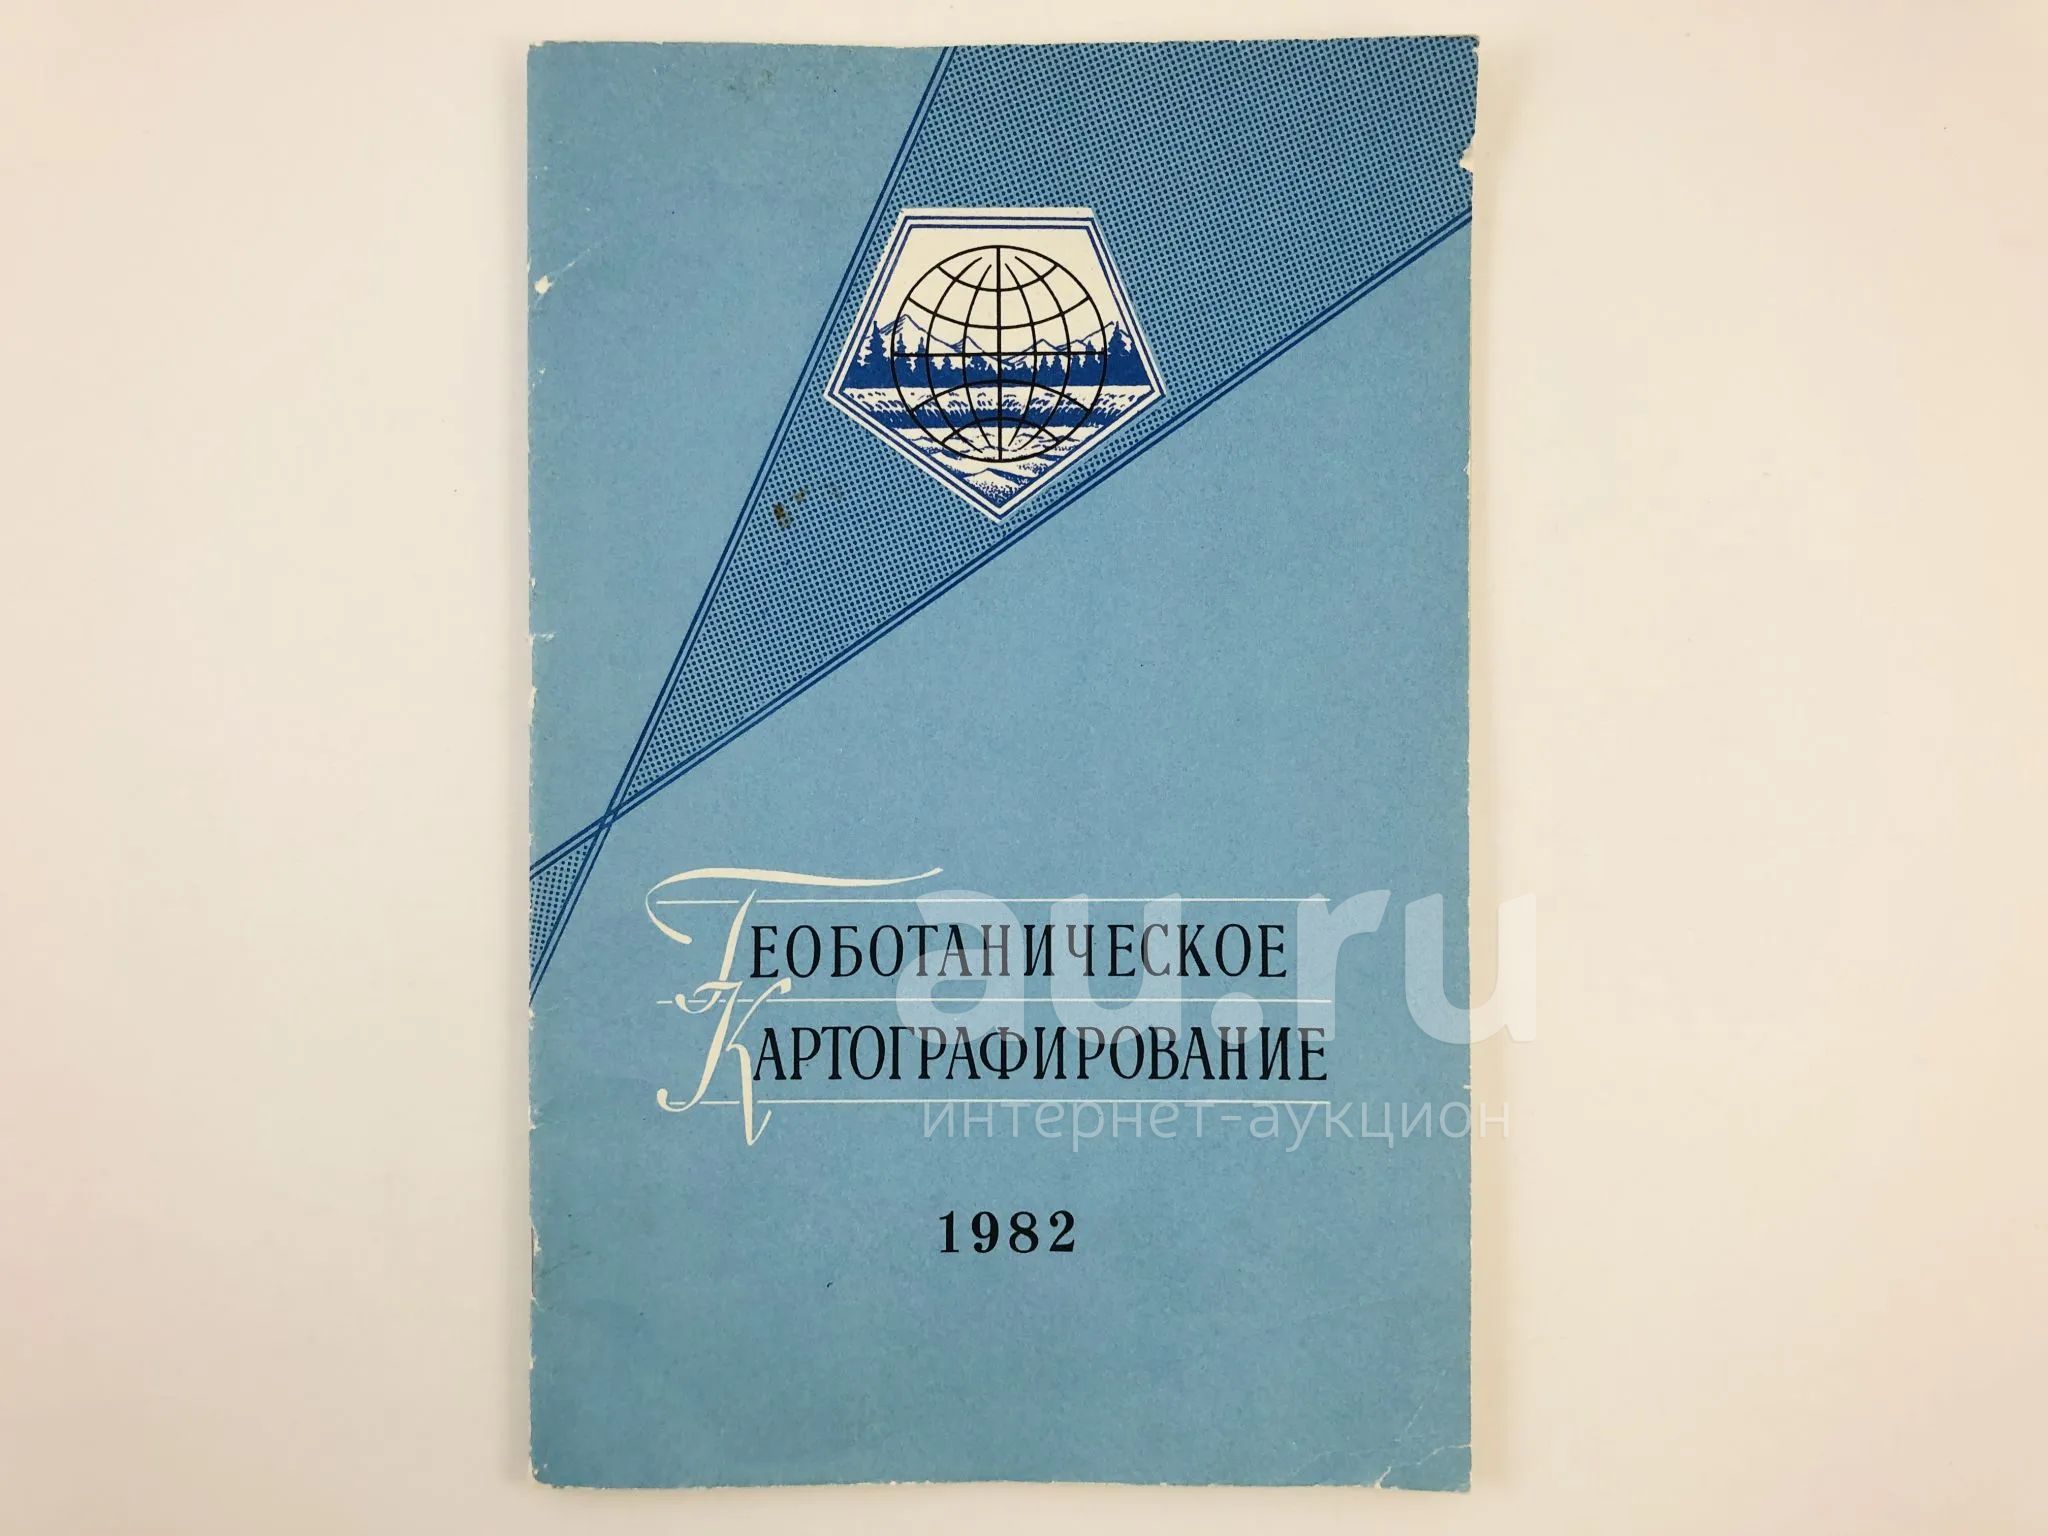 ГЕОБОТАНИЧЕСКОЕ
КАРТОГРАФИРОВАНИЕ
au.ru
интернет-аукцион
1982